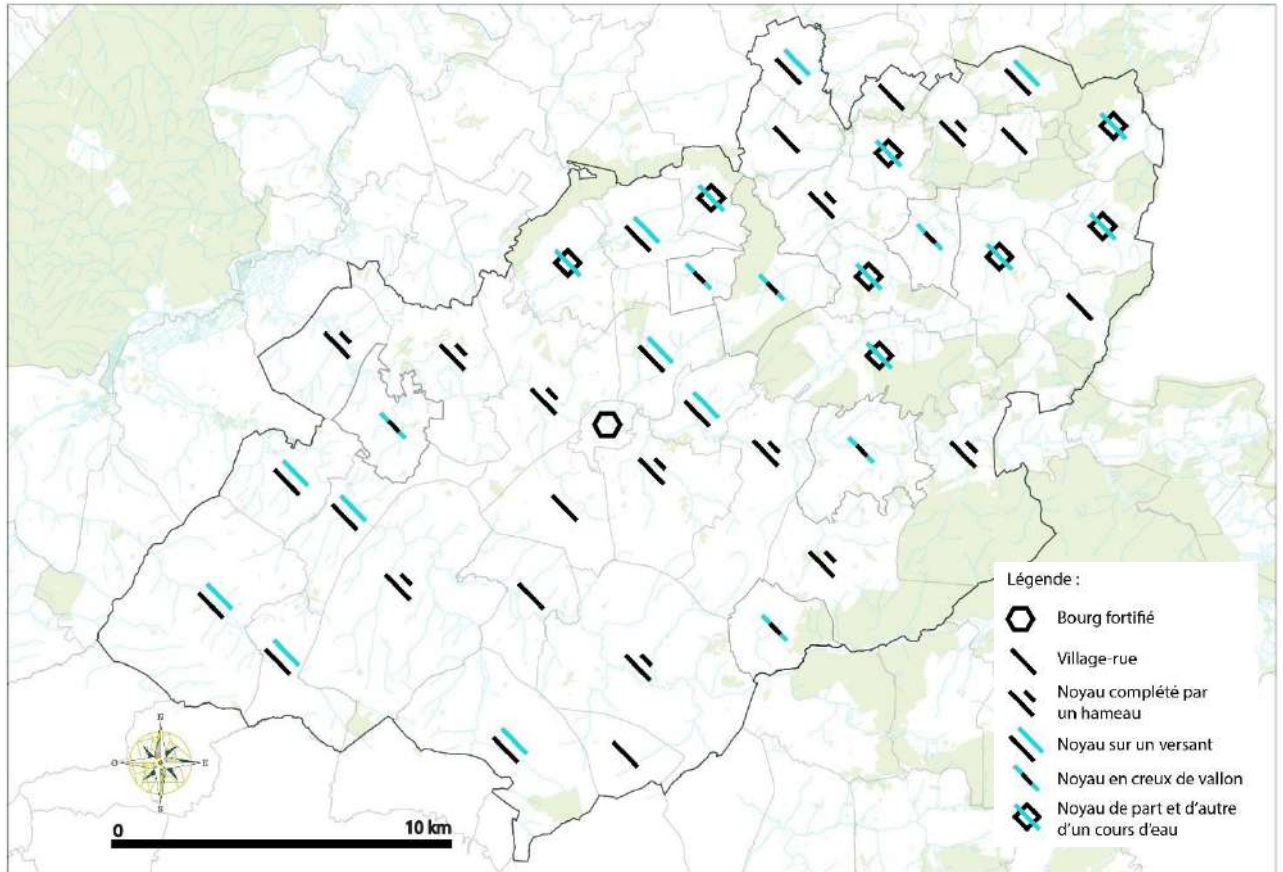 Légende :
Bourg fortifié
Village-rue
Noyau complété par
un hameau
Noyau sur un versant
Noyau en creux de vallon
Noyau de part et d'autre
d'un cours d'eau
N
O
E
S
0
10 km